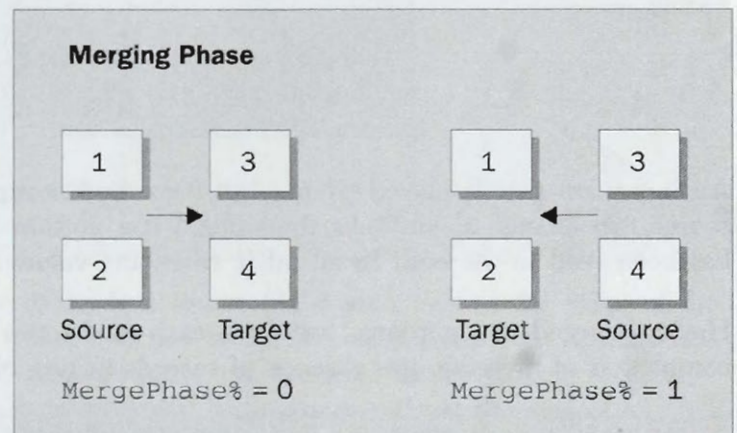 Merging Phase
1 3 1 3
2 4 2 4
Source Target Target Source
MergePhase% = 0 MergePhase% = 1